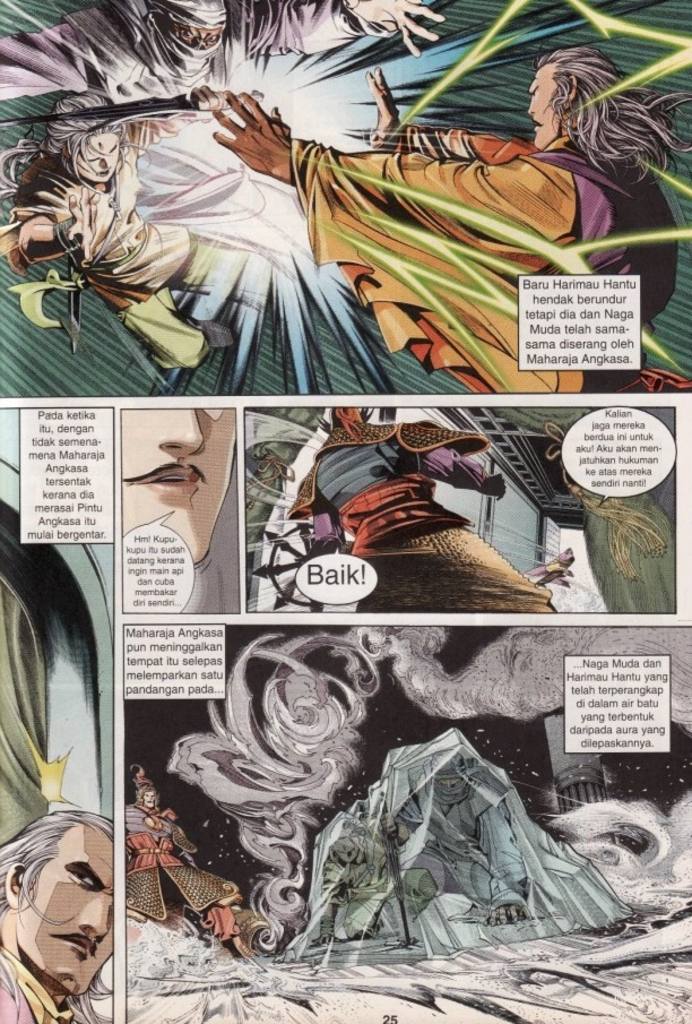 Baru Harimau Hantu
hendak berundur
tetapi dia dan Naga
Muda telah sama-
sama diserang oleh
Maharaja Angkasa.
Pada ketika
itu, dengan
tidak semena-
mena Maharaja
Angkasa
tersentak
kerana dia
merasai Pintu
Angkasa itu
mulai bergentar.
Hm! Kupu-
kupu itu sudah
datang kerana
ingin main api
dan cuba
membakar
diri sendiri...
Kalian
jaga mereka
berdua ini untuk
aku! Aku akan men-
jatuhkan hukuman
ke atas mereka
sendiri nanti!
Baik!
Maharaja Angkasa
pun meninggalkan
tempat itu selepas
melemparkan satu
pandangan pada...
...Naga Muda dan
Harimau Hantu yang
telah terperangkap
di dalam air batu
yang terbentuk
daripada aura yang
dilepaskannya.
25